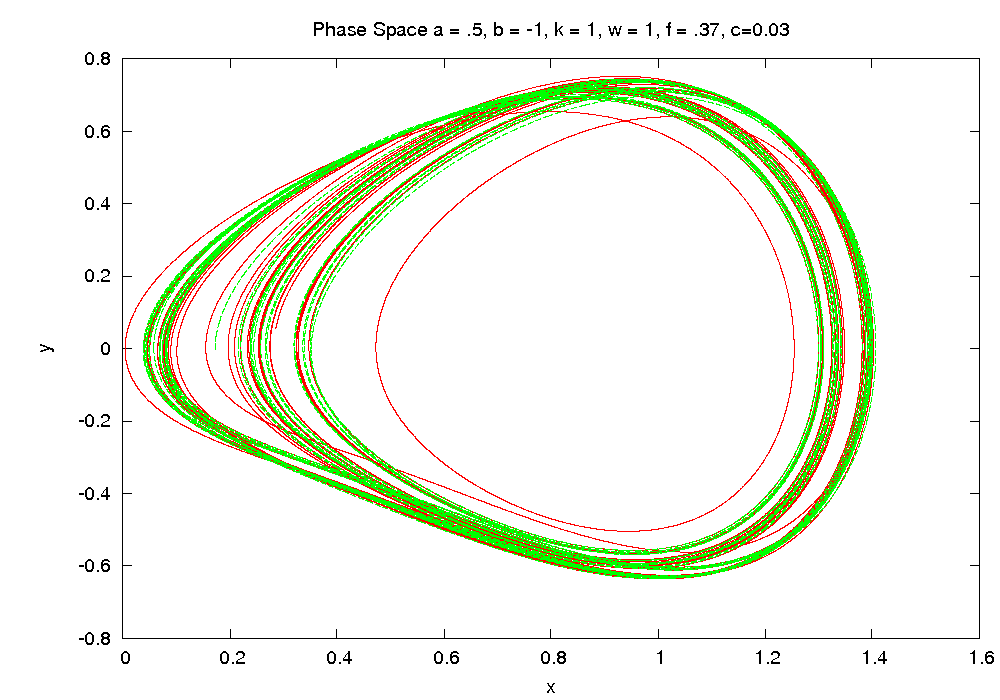 Phase Space a = .5, b = -1, k = 1, w = 1, f = .37, c=0.03
0.8
0.6
0.4
0.2
0
-0.2
-0.4
-0.6
-0.8
y
0 0.2 0.4 0.6 0.8 1 1.2 1.4 1.6
x